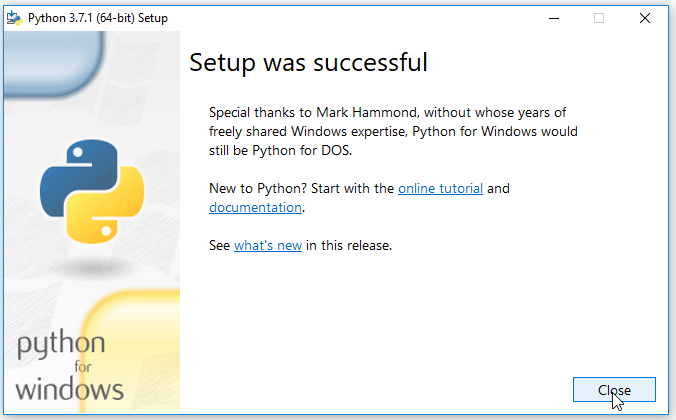 Python 3.7.1 (64-bit) Setup
Setup was successful
Special thanks to Mark Hammond, without whose years of
freely shared Windows expertise, Python for Windows would
still be Python for DOS.
New to Python? Start with the online tutorial and
documentation.
See what's new in this release.
python
for
windows
Close